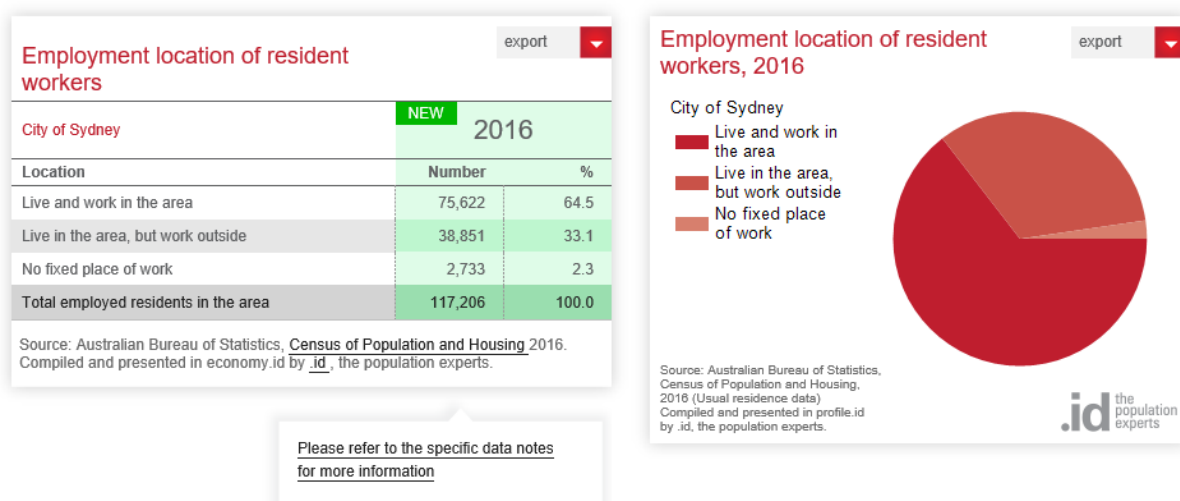 Employment location of resident
workers
export
City of Sydney
NEW
2016
Location Number %
Live and work in the area 75,622 64.5
Live in the area, but work outside 38,851 33.1
No fixed place of work 2,733 2.3
Total employed residents in the area 117,206 100.0
Source: Australian Bureau of Statistics, Census of Population and Housing 2016.
Compiled and presented in economy.id by .id , the population experts.
Please refer to the specific data notes
for more information
Employment location of resident
workers, 2016
export
City of Sydney
Live and work in
the area
Live in the area,
but work outside
No fixed place
of work
Source: Australian Bureau of Statistics,
Census of Population and Housing,
2016 (Usual residence data)
Compiled and presented in profile.id
by .id, the population experts.
.id the
population
experts